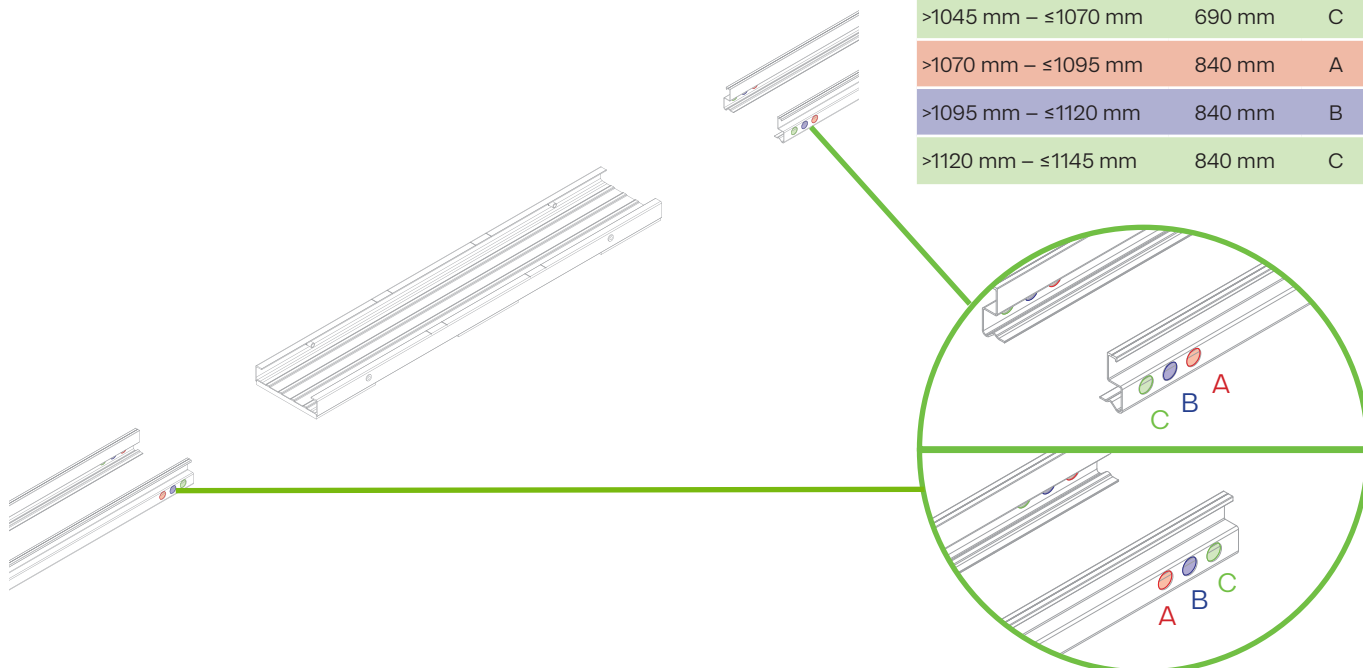 >1045 mm – ≤1070 mm 690 mm C
>1070 mm – ≤1095 mm 840 mm A
>1095 mm – ≤1120 mm 840 mm B
>1120 mm – ≤1145 mm 840 mm C
A
B
C
A
B
C